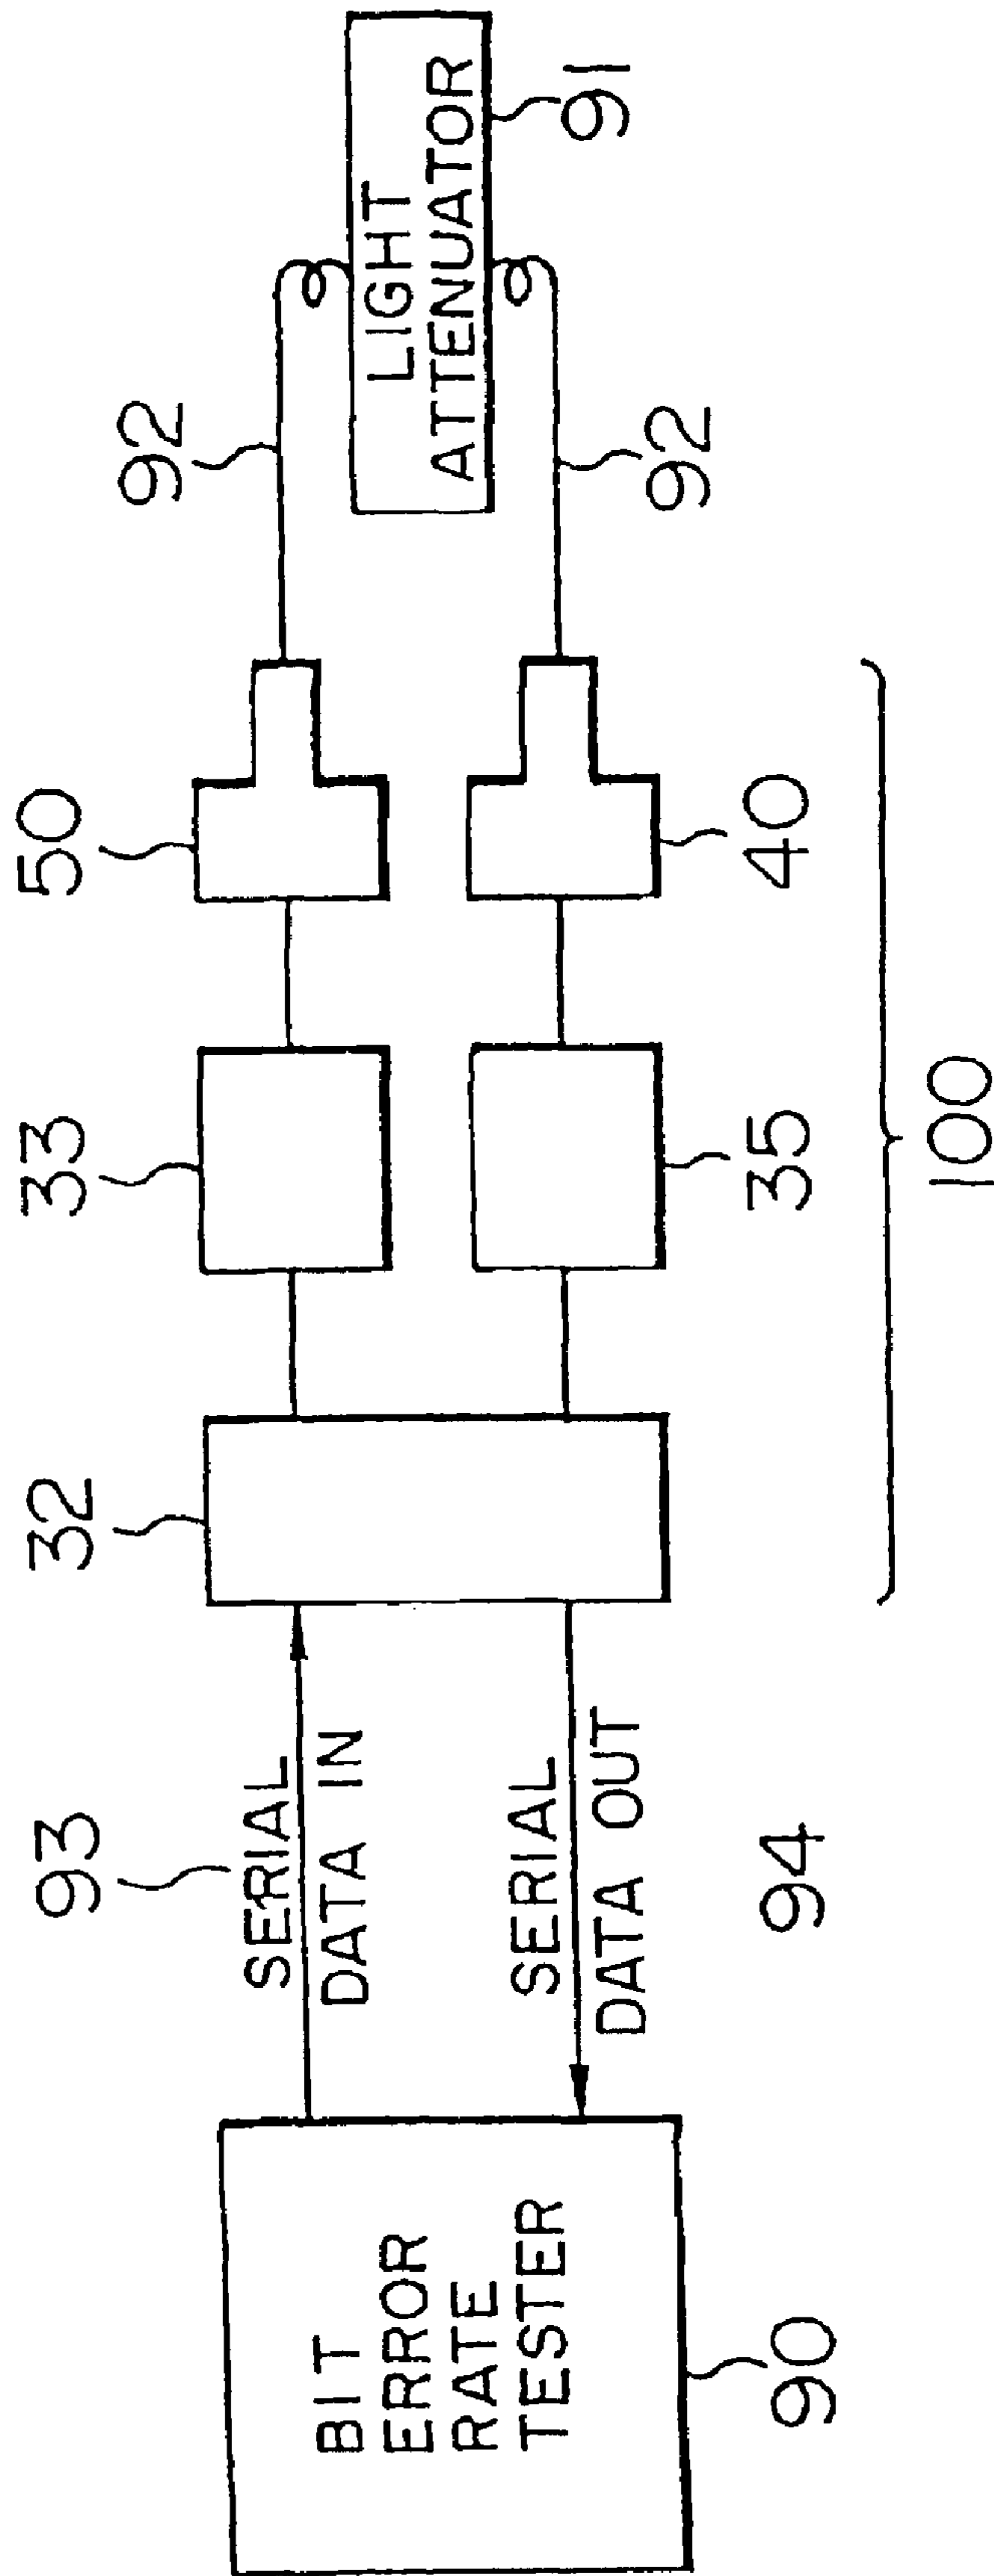 BIT
ERROR
RATE
TESTER
90
93
SERIAL
DATA IN
SERIAL
DATA OUT
94
32
33
35
50
40
100
92
92
LIGHT
ATTENUATOR
91